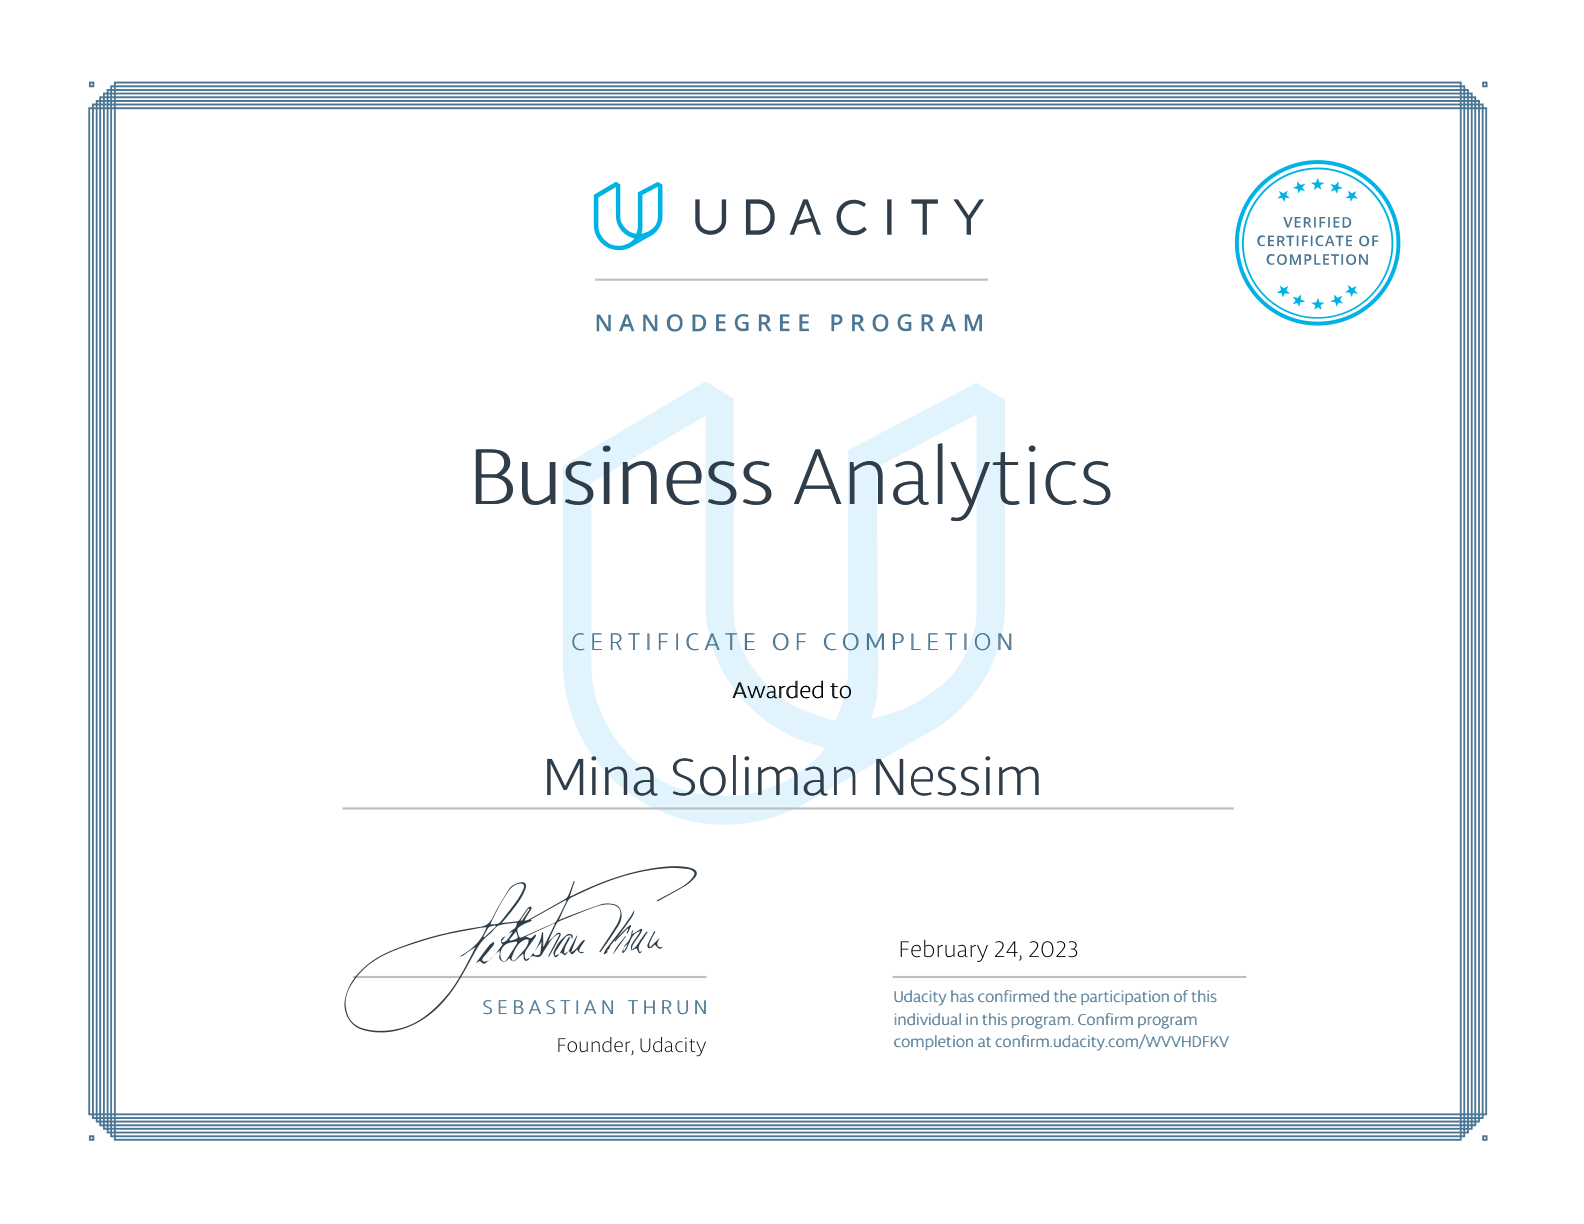 UDACITY
VERIFIED
CERTIFICATE OF
COMPLETION
NANODEGREE PROGRAM
Business Analytics
CERTIFICATE OF COMPLETION
Awarded to
Mina Soliman Nessim
Sebastian Thrun
SEBASTIAN THRUN
Founder, Udacity
February 24, 2023
Udacity has confirmed the participation of this
individual in this program. Confirm program
completion at confirm.udacity.com/WVVHDFKV